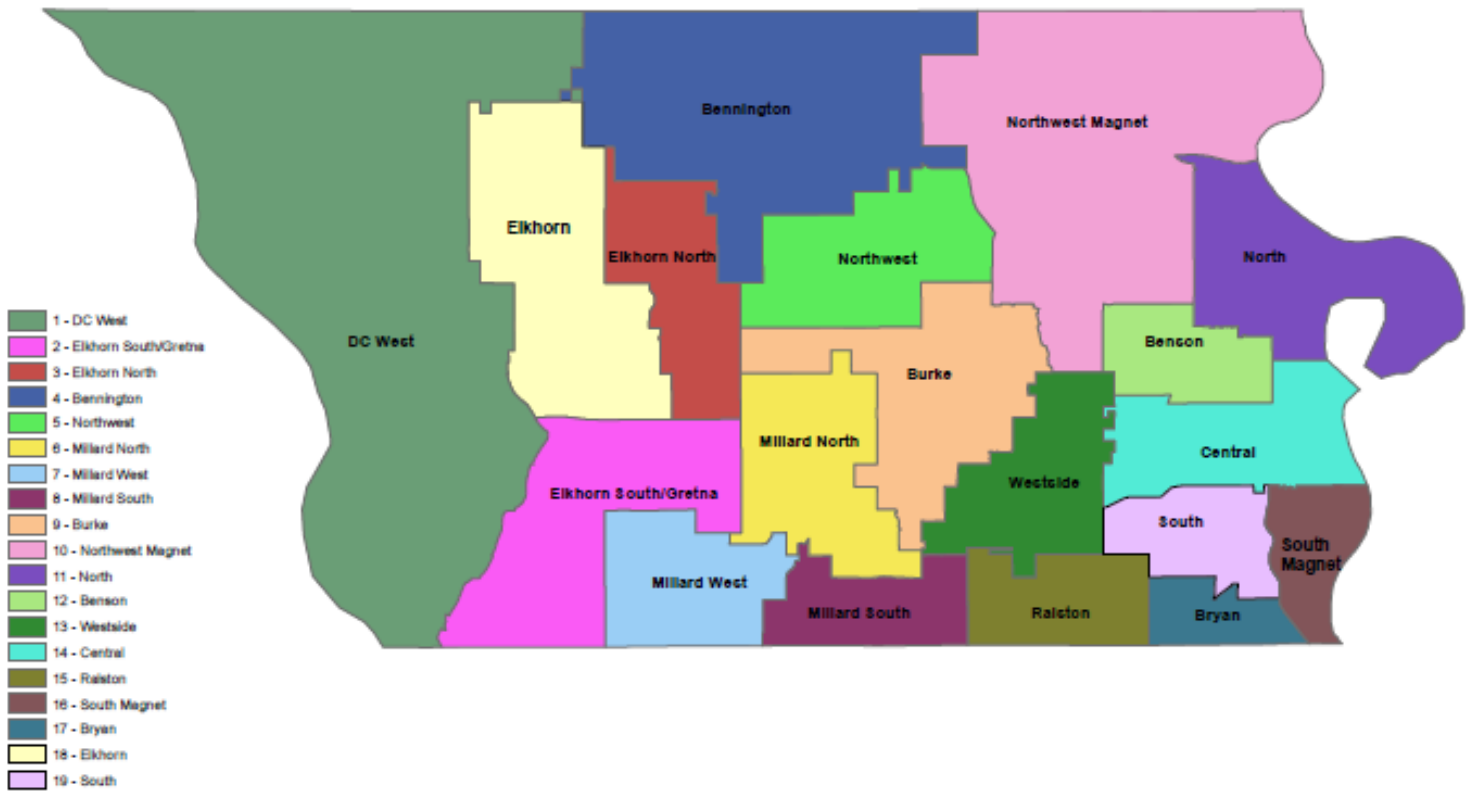 Bennington
Northwest Magnet
Elkhorn
Elkhorn North
Northwest
North
DC West
Benson
Burke
Millard North
Central
Westside
Elkhorn South/Gretna
South
South
Magnet
Millard West
Millard South
Ralston
Bryan
1 - DC West
2 - Elkhorn South/Gretna
3 - Elkhorn North
4 - Bennington
5 - Northwest
6 - Millard North
7 - Millard West
8 - Millard South
9 - Burke
10 - Northwest Magnet
11 - North
12 - Benson
13 - Westside
14 - Central
15 - Ralston
16 - South Magnet
17 - Bryan
18 - Elkhorn
19 - South